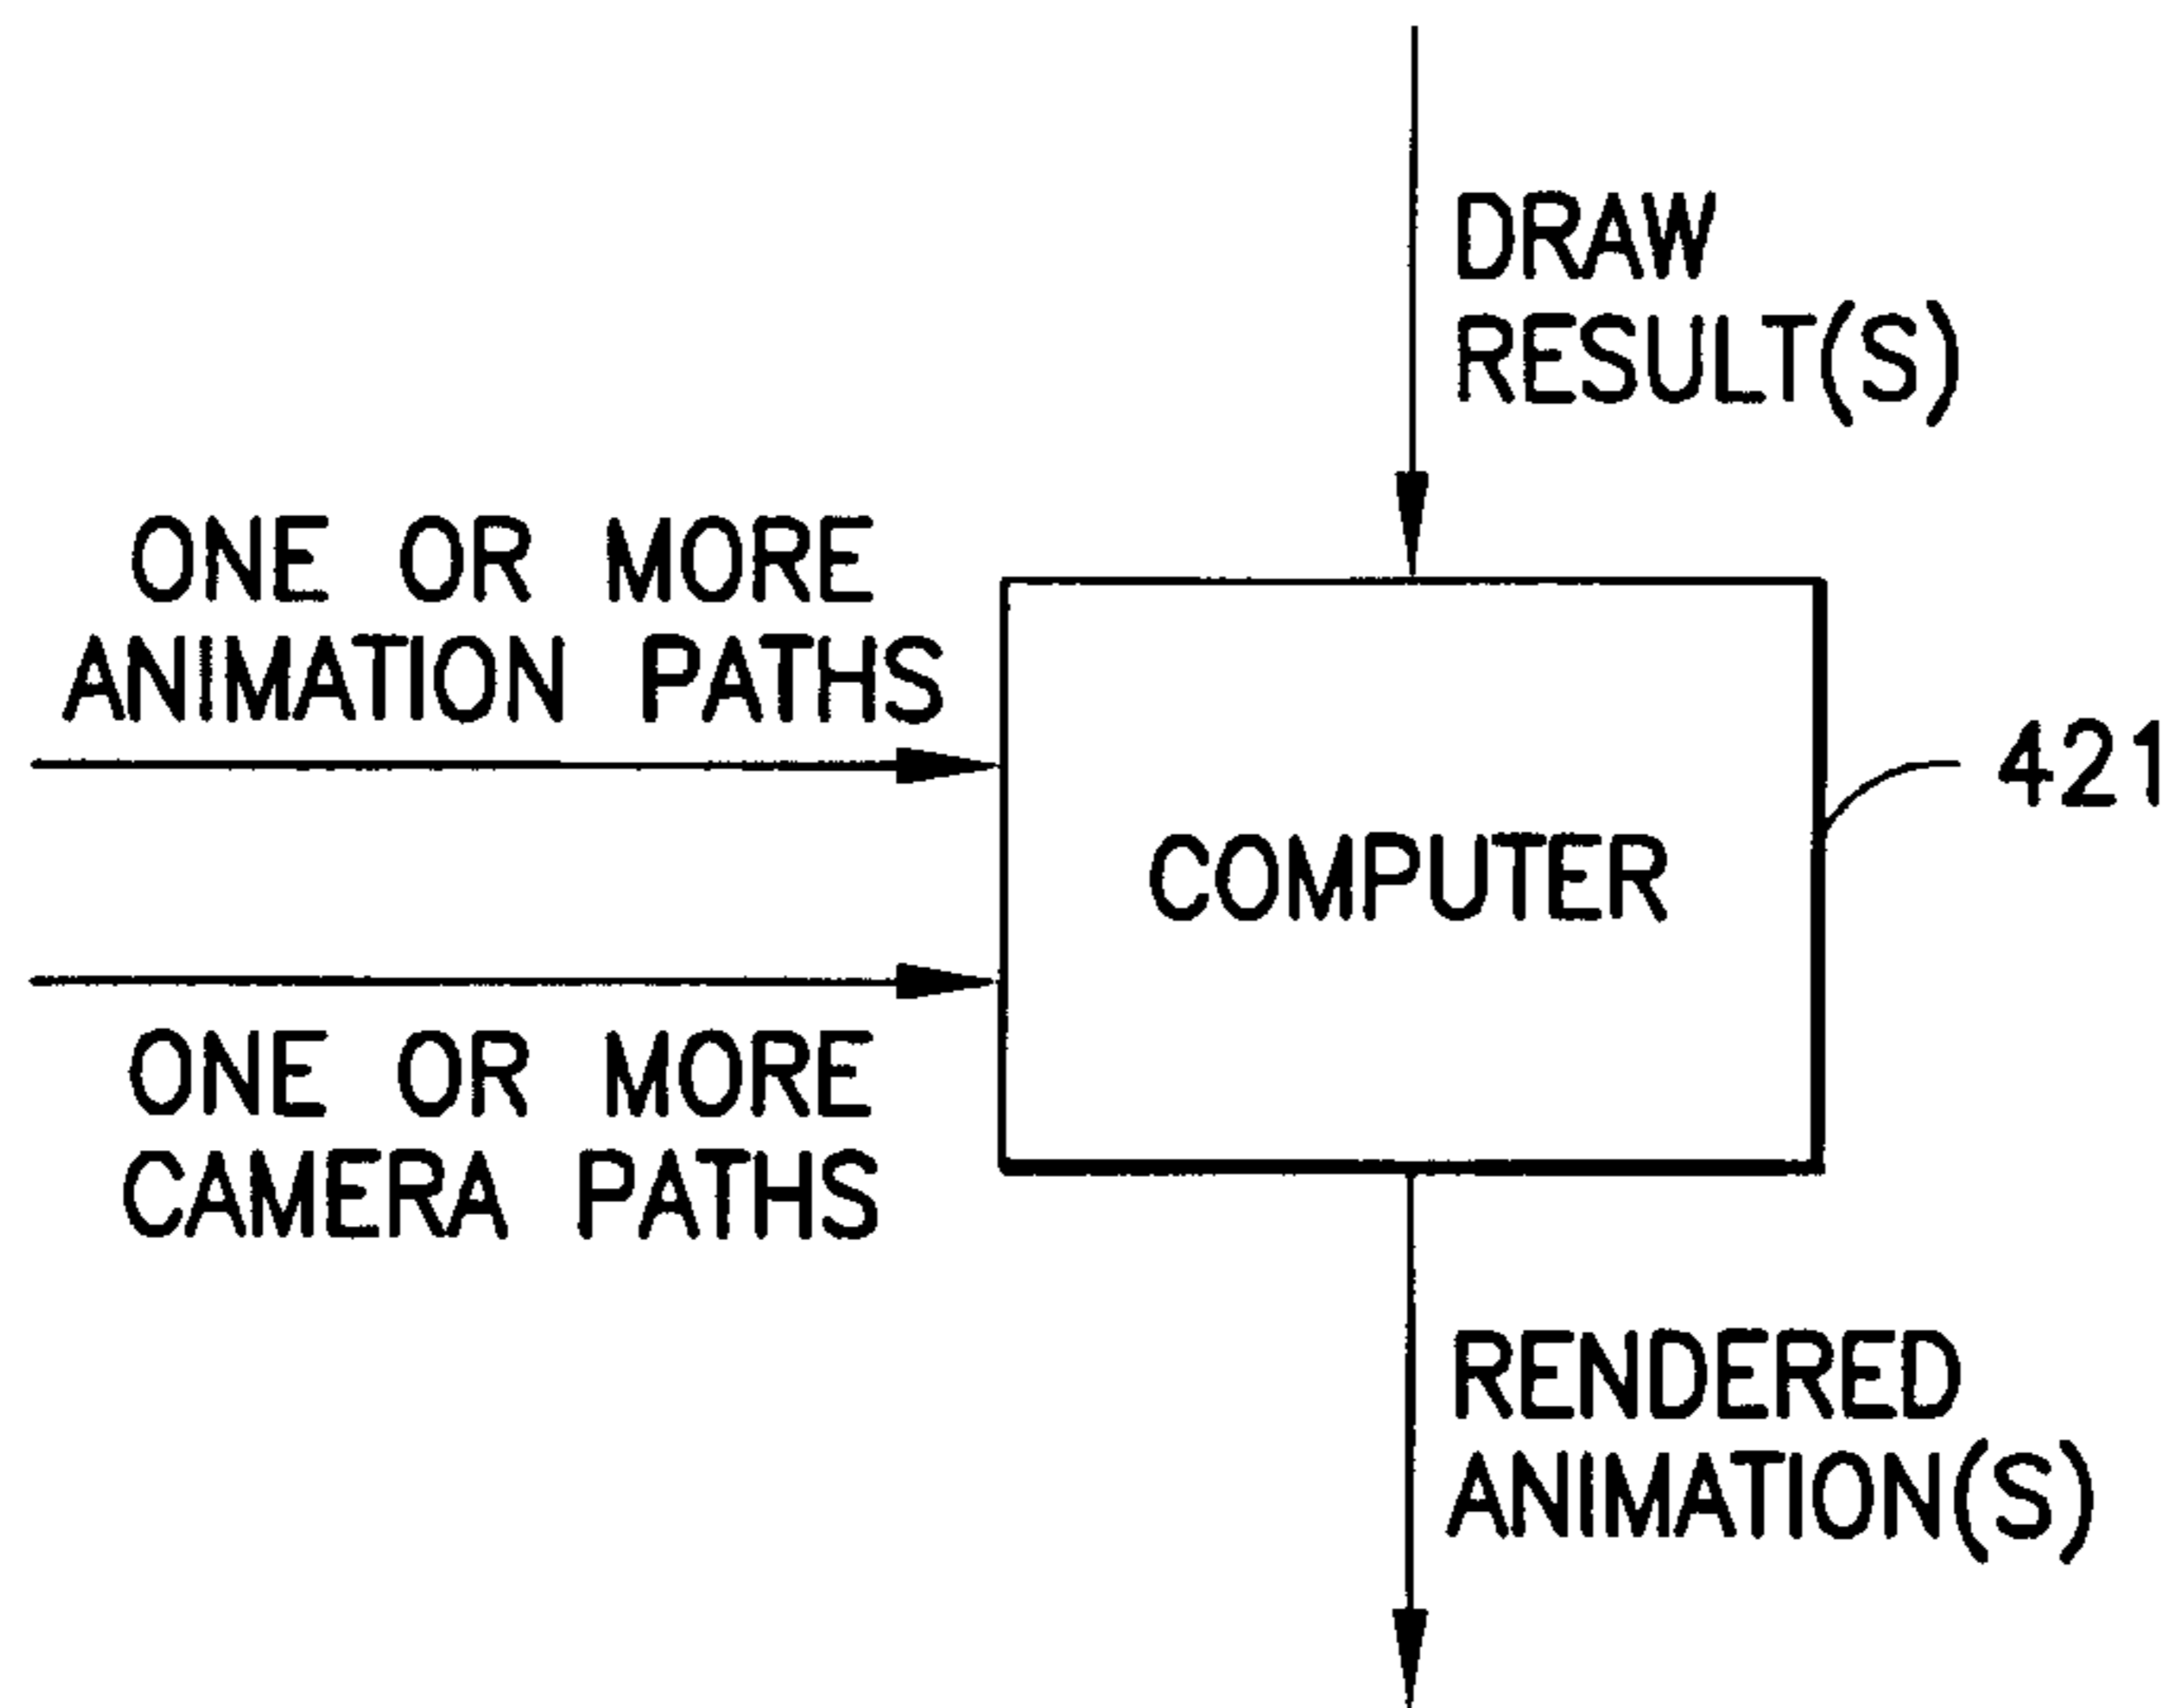 DRAW
RESULT(S)
ONE OR MORE
ANIMATION PATHS
421
COMPUTER
ONE OR MORE
CAMERA PATHS
RENDERED
ANIMATION(S)